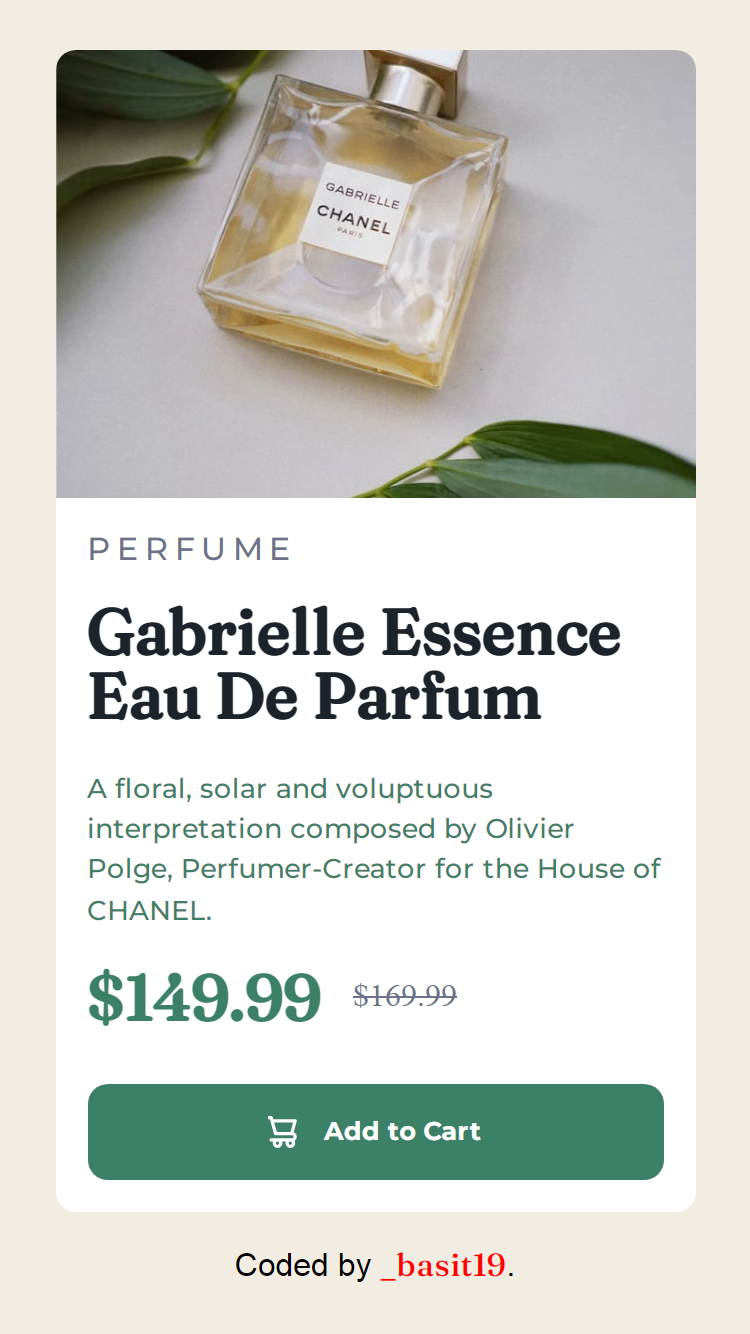 GABRIELLE
CHANEL
PARIS
PERFUME
Gabrielle Essence
Eau De Parfum
A floral, solar and voluptuous
interpretation composed by Olivier
Polge, Perfumer-Creator for the House of
CHANEL.
$149.99 $169.99
Add to Cart
Coded by _basit19.